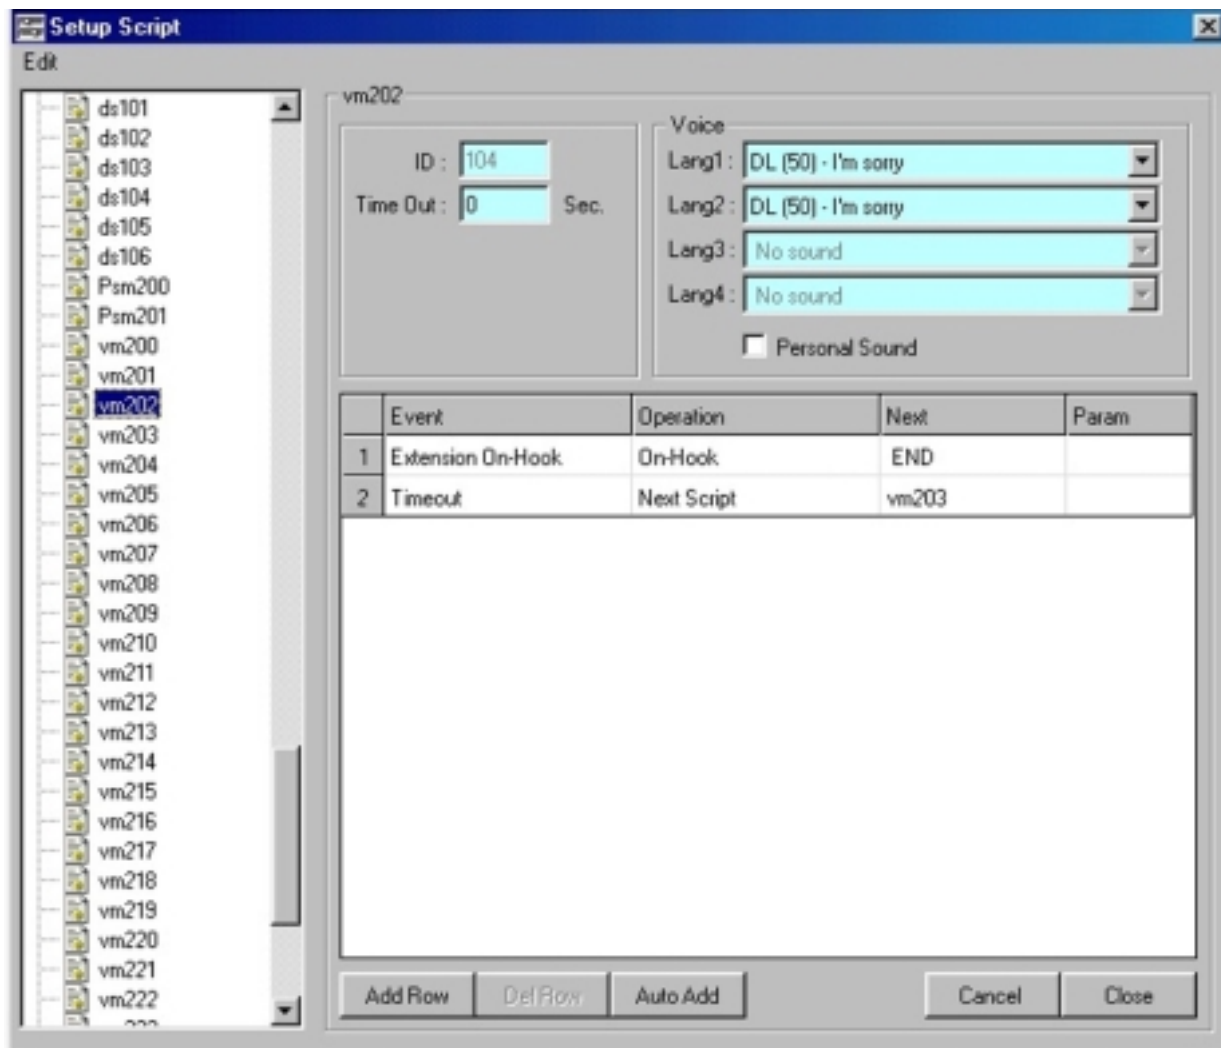 Setup Script
Edit
ds101
ds102
ds103
ds104
ds105
ds106
Psm200
Psm201
vm200
vm201
vm202
vm203
vm204
vm205
vm206
vm207
vm208
vm209
vm210
vm211
vm212
vm213
vm214
vm215
vm216
vm217
vm218
vm219
vm220
vm221
vm222
vm202
ID : 104
Time Out : 0 Sec.
Voice
Lang1 : DL (50) - I'm sorry
Lang2 : DL (50) - I'm sorry
Lang3 : No sound
Lang4 : No sound
Personal Sound
Event Operation Next Param
1 Extension On-Hook On-Hook END
2 Timeout Next Script vm203
Add Row Del Row Auto Add Cancel Close